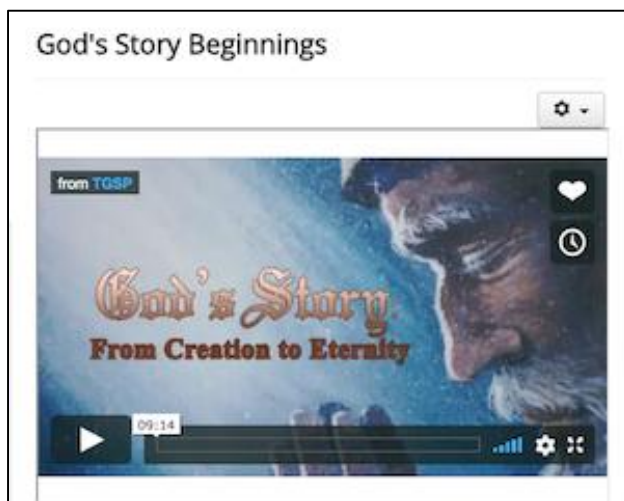 God's Story Beginnings
from TGSP
God's Story
From Creation to Eternity
09:14